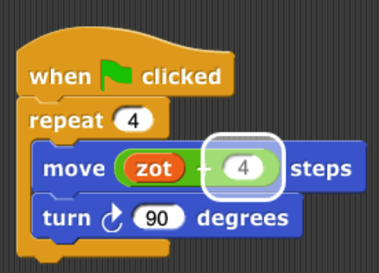 when clicked
repeat 4
move zot 4 steps
turn 90 degrees